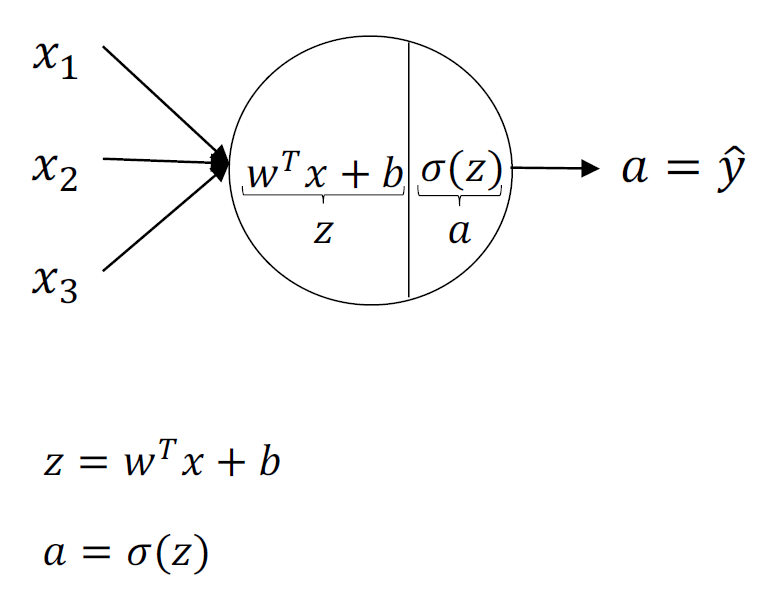 x₁
x₂
x₃
wᵀx + b
z
σ(z)
a
a = ŷ
z = wᵀx + b
a = σ(z)